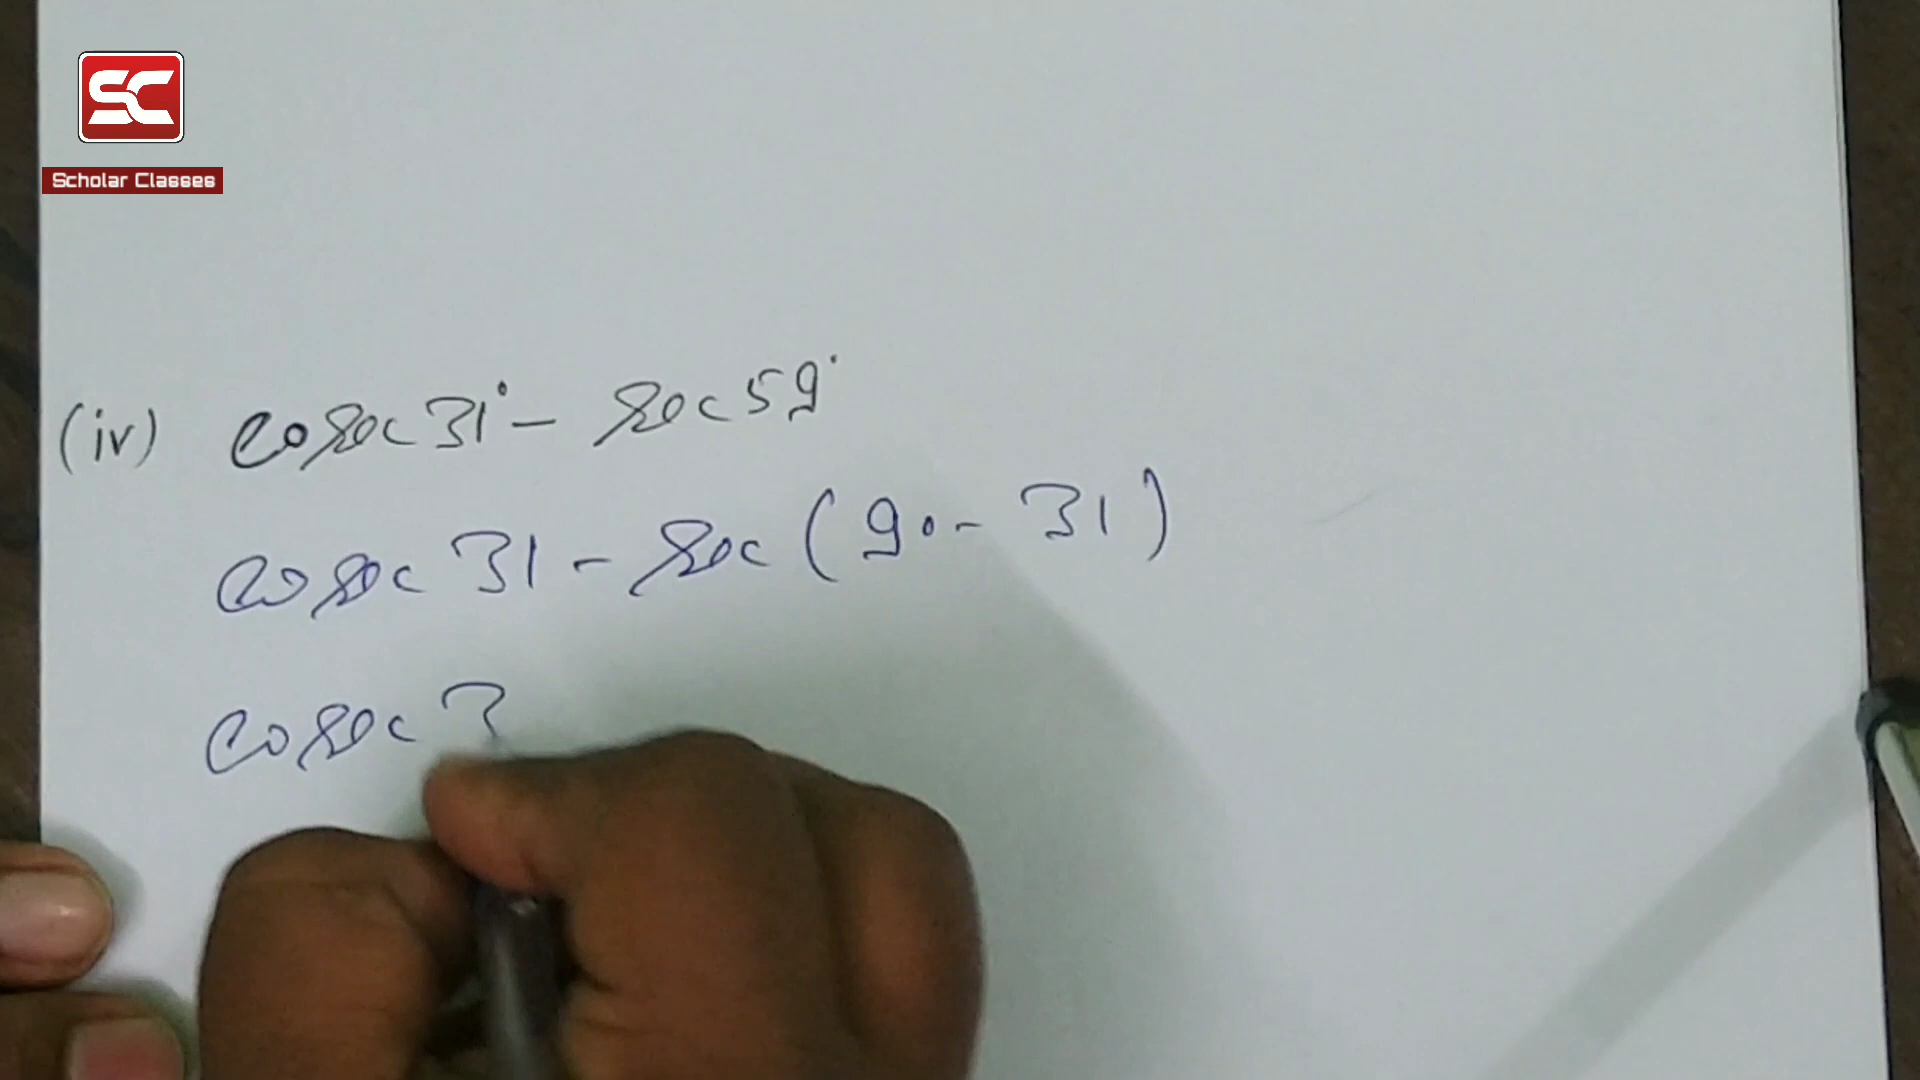 SC
Scholar Classes
(iv) cosec 31° - sec 59°
cosec 31 - sec (90 - 31)
cosec 3